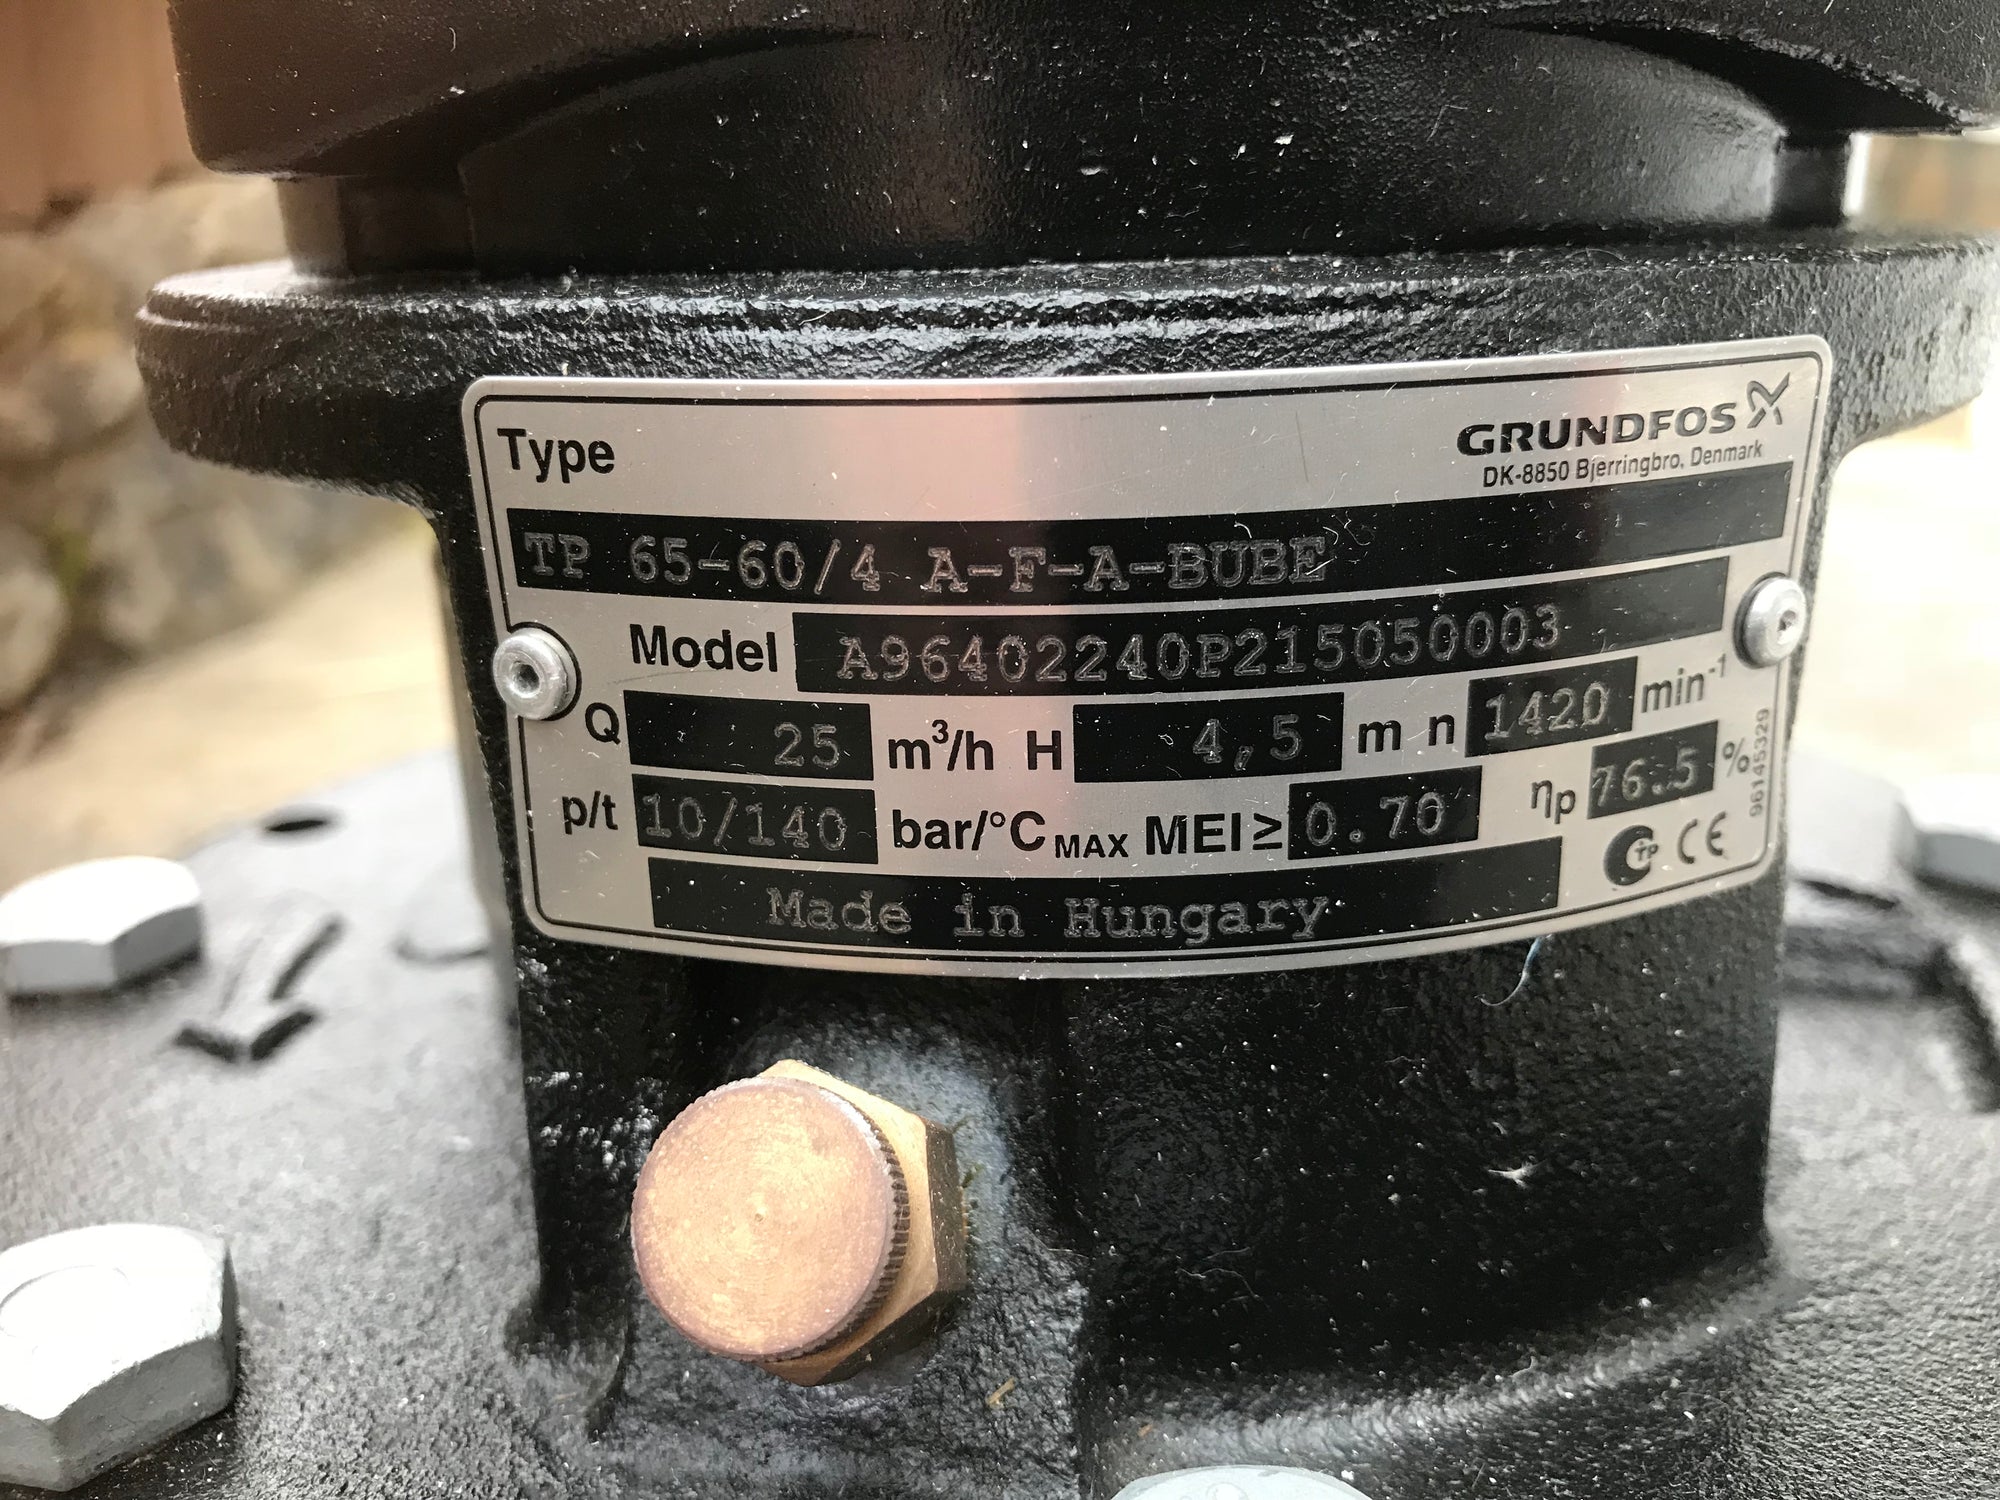 Type
GRUNDFOS
DK-8850 Bjerringbro, Denmark
TP 65-60/4 A-F-A-BUBE
Model A96402240P215050003
Q 25 m³/h H 4,5 m n 1420 min⁻¹
p/t 10/140 bar/°C MAX MEI ≥ 0.70 ηp 76.5 %
Made in Hungary
CTP CE
96145329